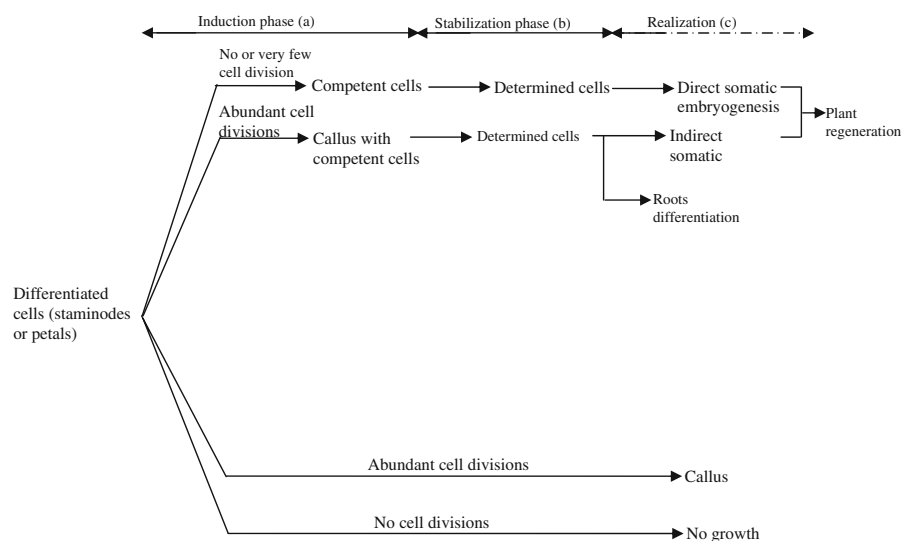 Induction phase (a)
Stabilization phase (b)
Realization (c)
No or very few
cell division
Competent cells
Determined cells
Direct somatic
embryogenesis
Plant
regeneration
Abundant cell
divisions
Callus with
competent cells
Determined cells
Indirect
somatic
Roots
differentiation
Differentiated
cells (staminodes
or petals)
Abundant cell divisions
Callus
No cell divisions
No growth